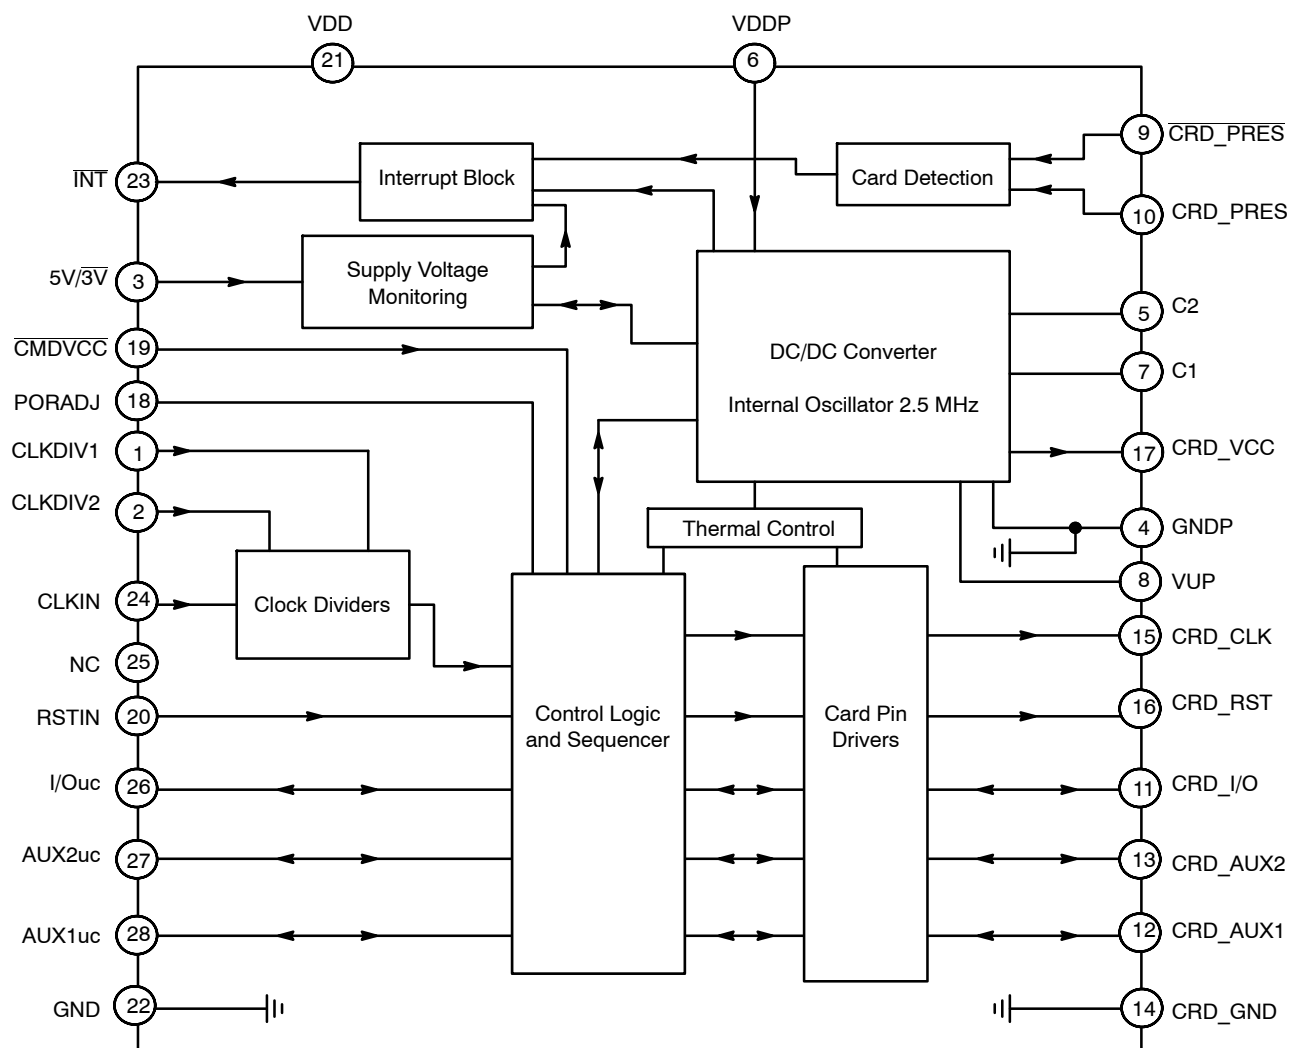 VDD
VDDP
21
6
9
CRD_PRES
INT
23
Interrupt Block
Card Detection
10
CRD_PRES
5V/3V
3
Supply Voltage
Monitoring
5
C2
CMDVCC
19
DC/DC Converter
7
C1
PORADJ
18
Internal Oscillator 2.5 MHz
CLKDIV1
1
17
CRD_VCC
CLKDIV2
2
Thermal Control
4
GNDP
8
VUP
CLKIN
24
Clock Dividers
15
CRD_CLK
NC
25
RSTIN
20
Control Logic
and Sequencer
Card Pin
Drivers
16
CRD_RST
I/Ouc
26
11
CRD_I/O
AUX2uc
27
13
CRD_AUX2
AUX1uc
28
12
CRD_AUX1
GND
22
14
CRD_GND